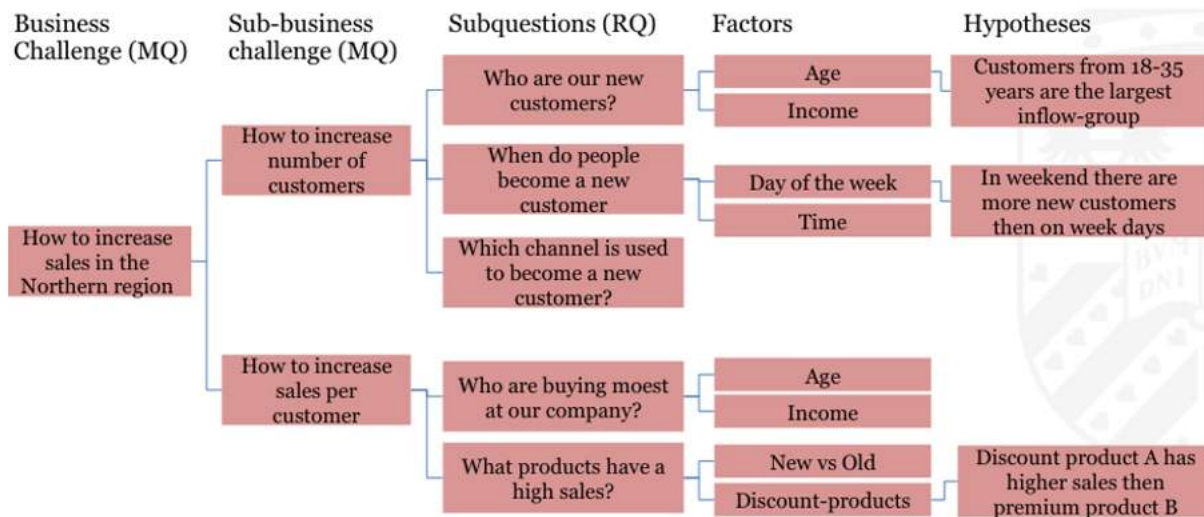 Business
Challenge (MQ)
Sub-business
challenge (MQ)
Subquestions (RQ)
Factors
Hypotheses
How to increase
sales in the
Northern region
How to increase
number of
customers
Who are our new
customers?
Age
Income
Customers from 18-35
years are the largest
inflow-group
When do people
become a new
customer
Day of the week
Time
In weekend there are
more new customers
then on week days
Which channel is used
to become a new
customer?
How to increase
sales per
customer
Who are buying moest
at our company?
Age
Income
What products have a
high sales?
New vs Old
Discount-products
Discount product A has
higher sales then
premium product B
BVM
DNI